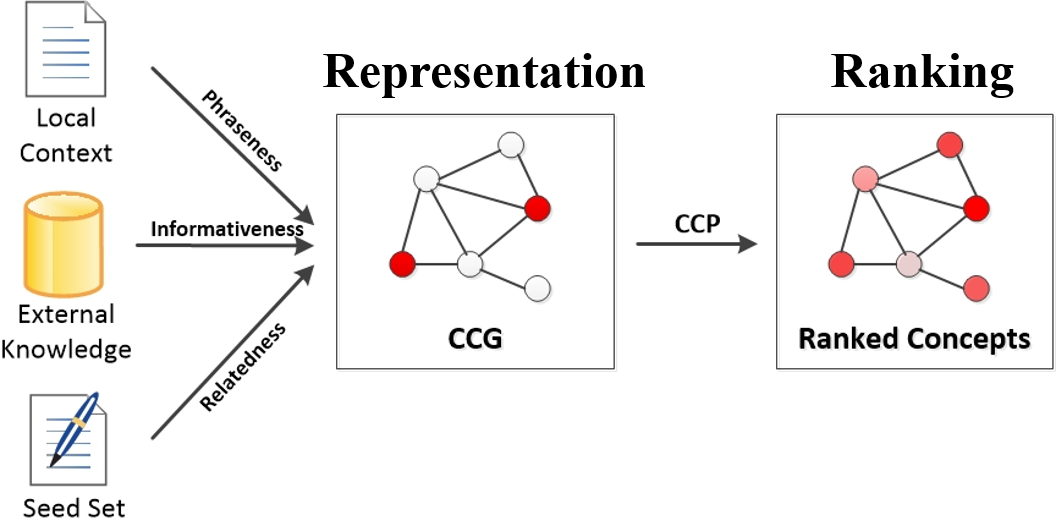 Representation
Ranking
Local
Context
Phraseness
External
Knowledge
Informativeness
Seed Set
Relatedness
CCG
CCP
Ranked Concepts